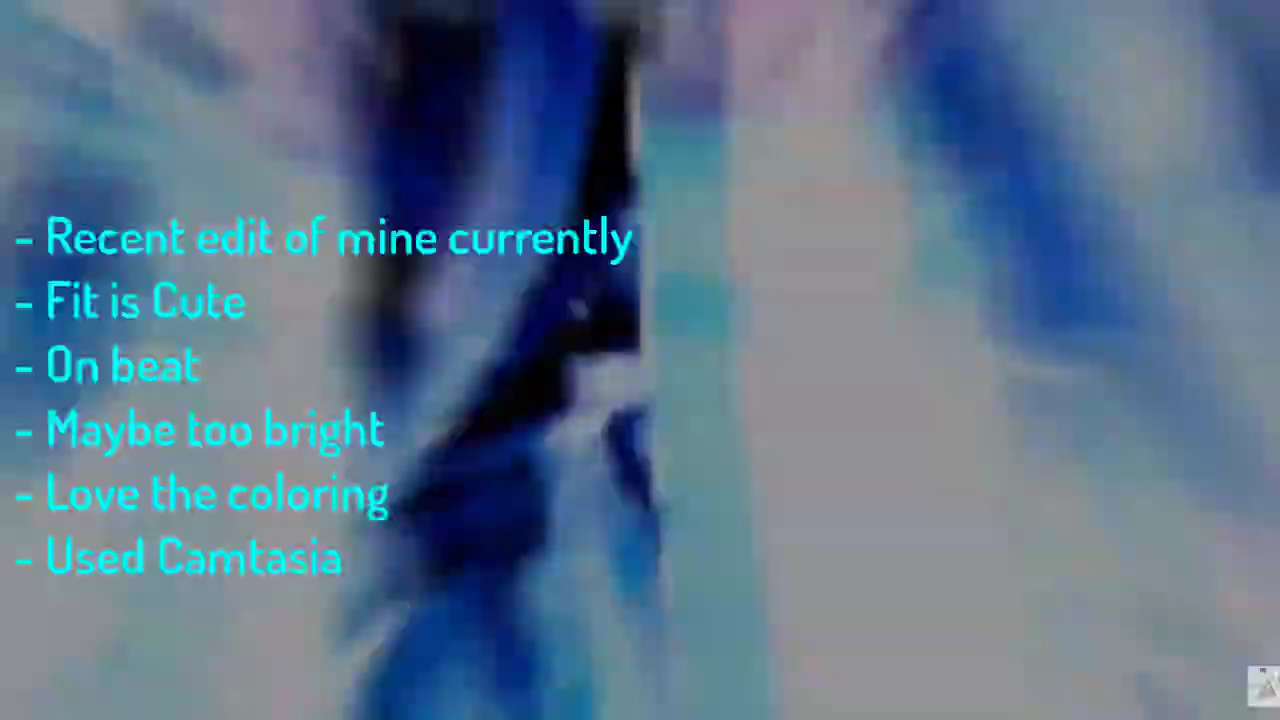 - Recent edit of mine currently
- Fit is Cute
- On beat
- Maybe too bright
- Love the coloring
- Used Camtasia